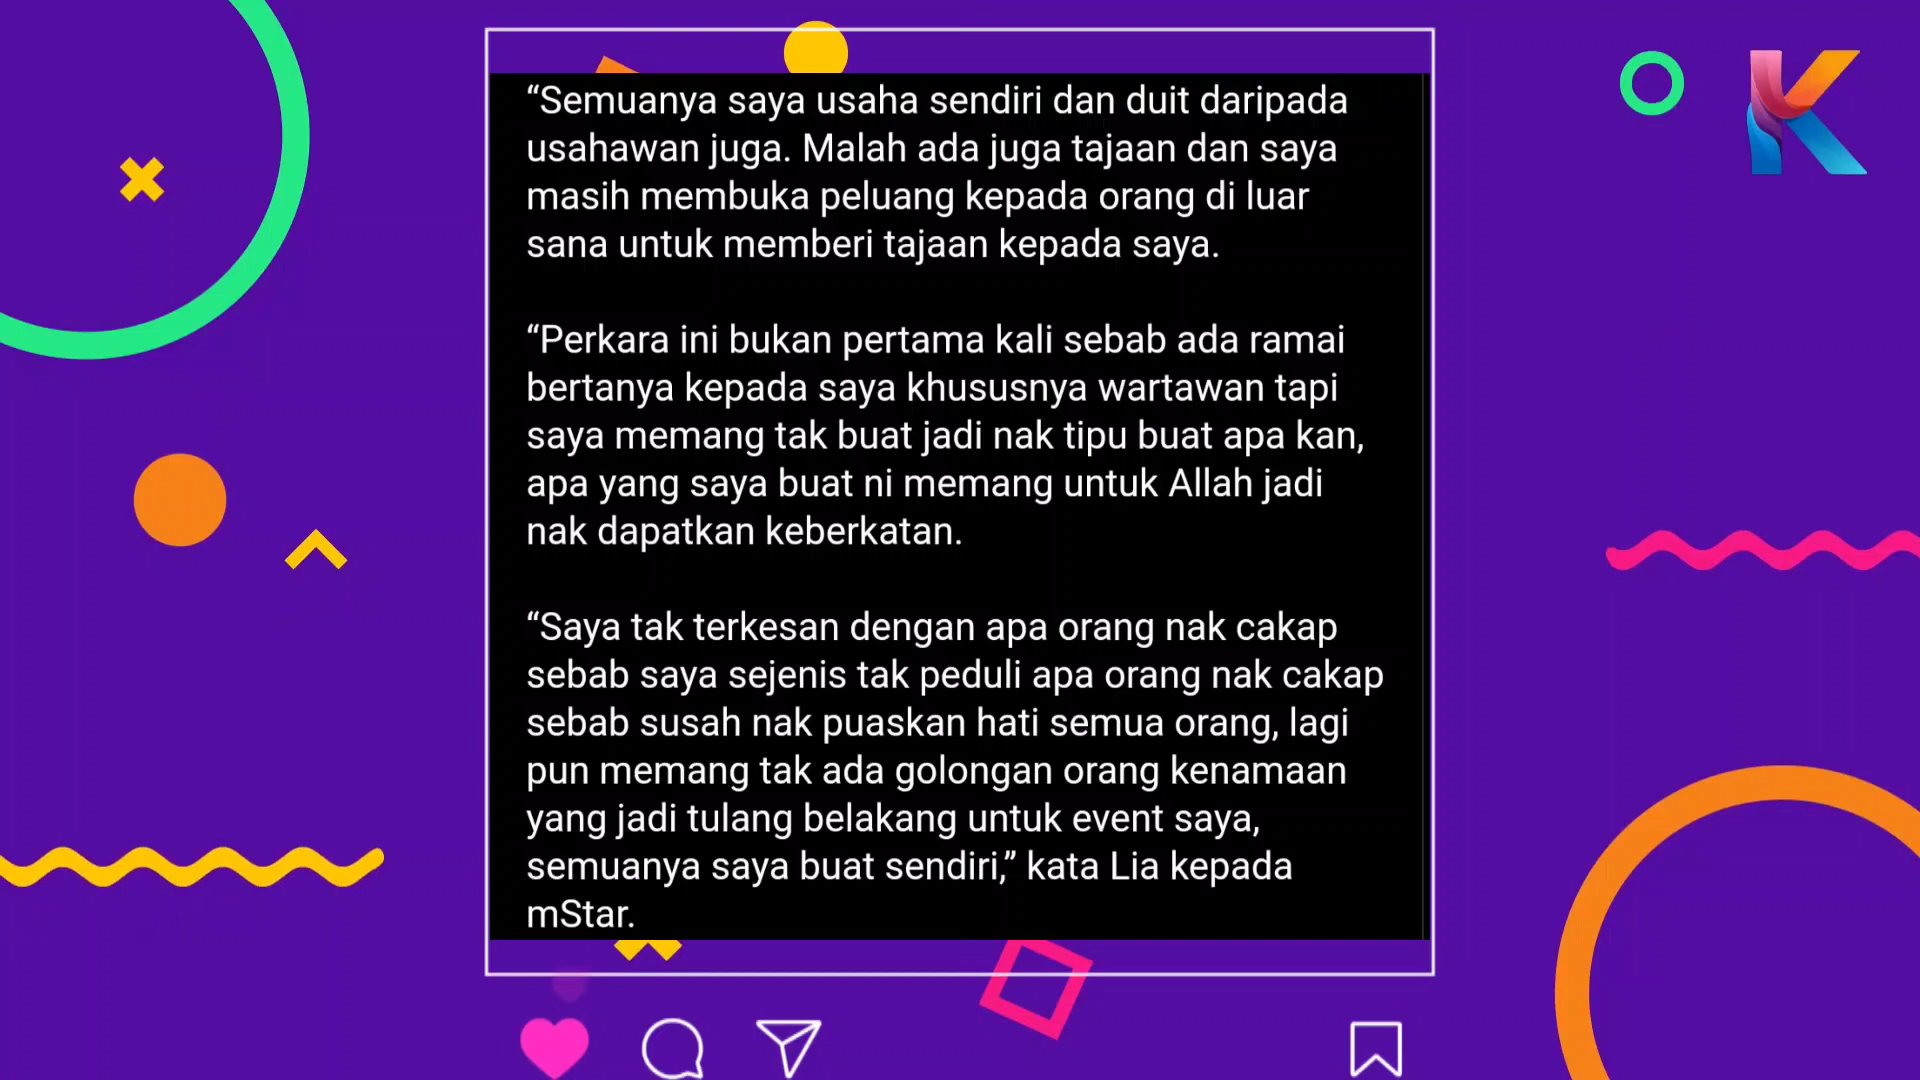 “Semuanya saya usaha sendiri dan duit daripada
usahawan juga. Malah ada juga tajaan dan saya
masih membuka peluang kepada orang di luar
sana untuk memberi tajaan kepada saya.
“Perkara ini bukan pertama kali sebab ada ramai
bertanya kepada saya khususnya wartawan tapi
saya memang tak buat jadi nak tipu buat apa kan,
apa yang saya buat ni memang untuk Allah jadi
nak dapatkan keberkatan.
“Saya tak terkesan dengan apa orang nak cakap
sebab saya sejenis tak peduli apa orang nak cakap
sebab susah nak puaskan hati semua orang, lagi
pun memang tak ada golongan orang kenamaan
yang jadi tulang belakang untuk event saya,
semuanya saya buat sendiri,” kata Lia kepada
mStar.
K